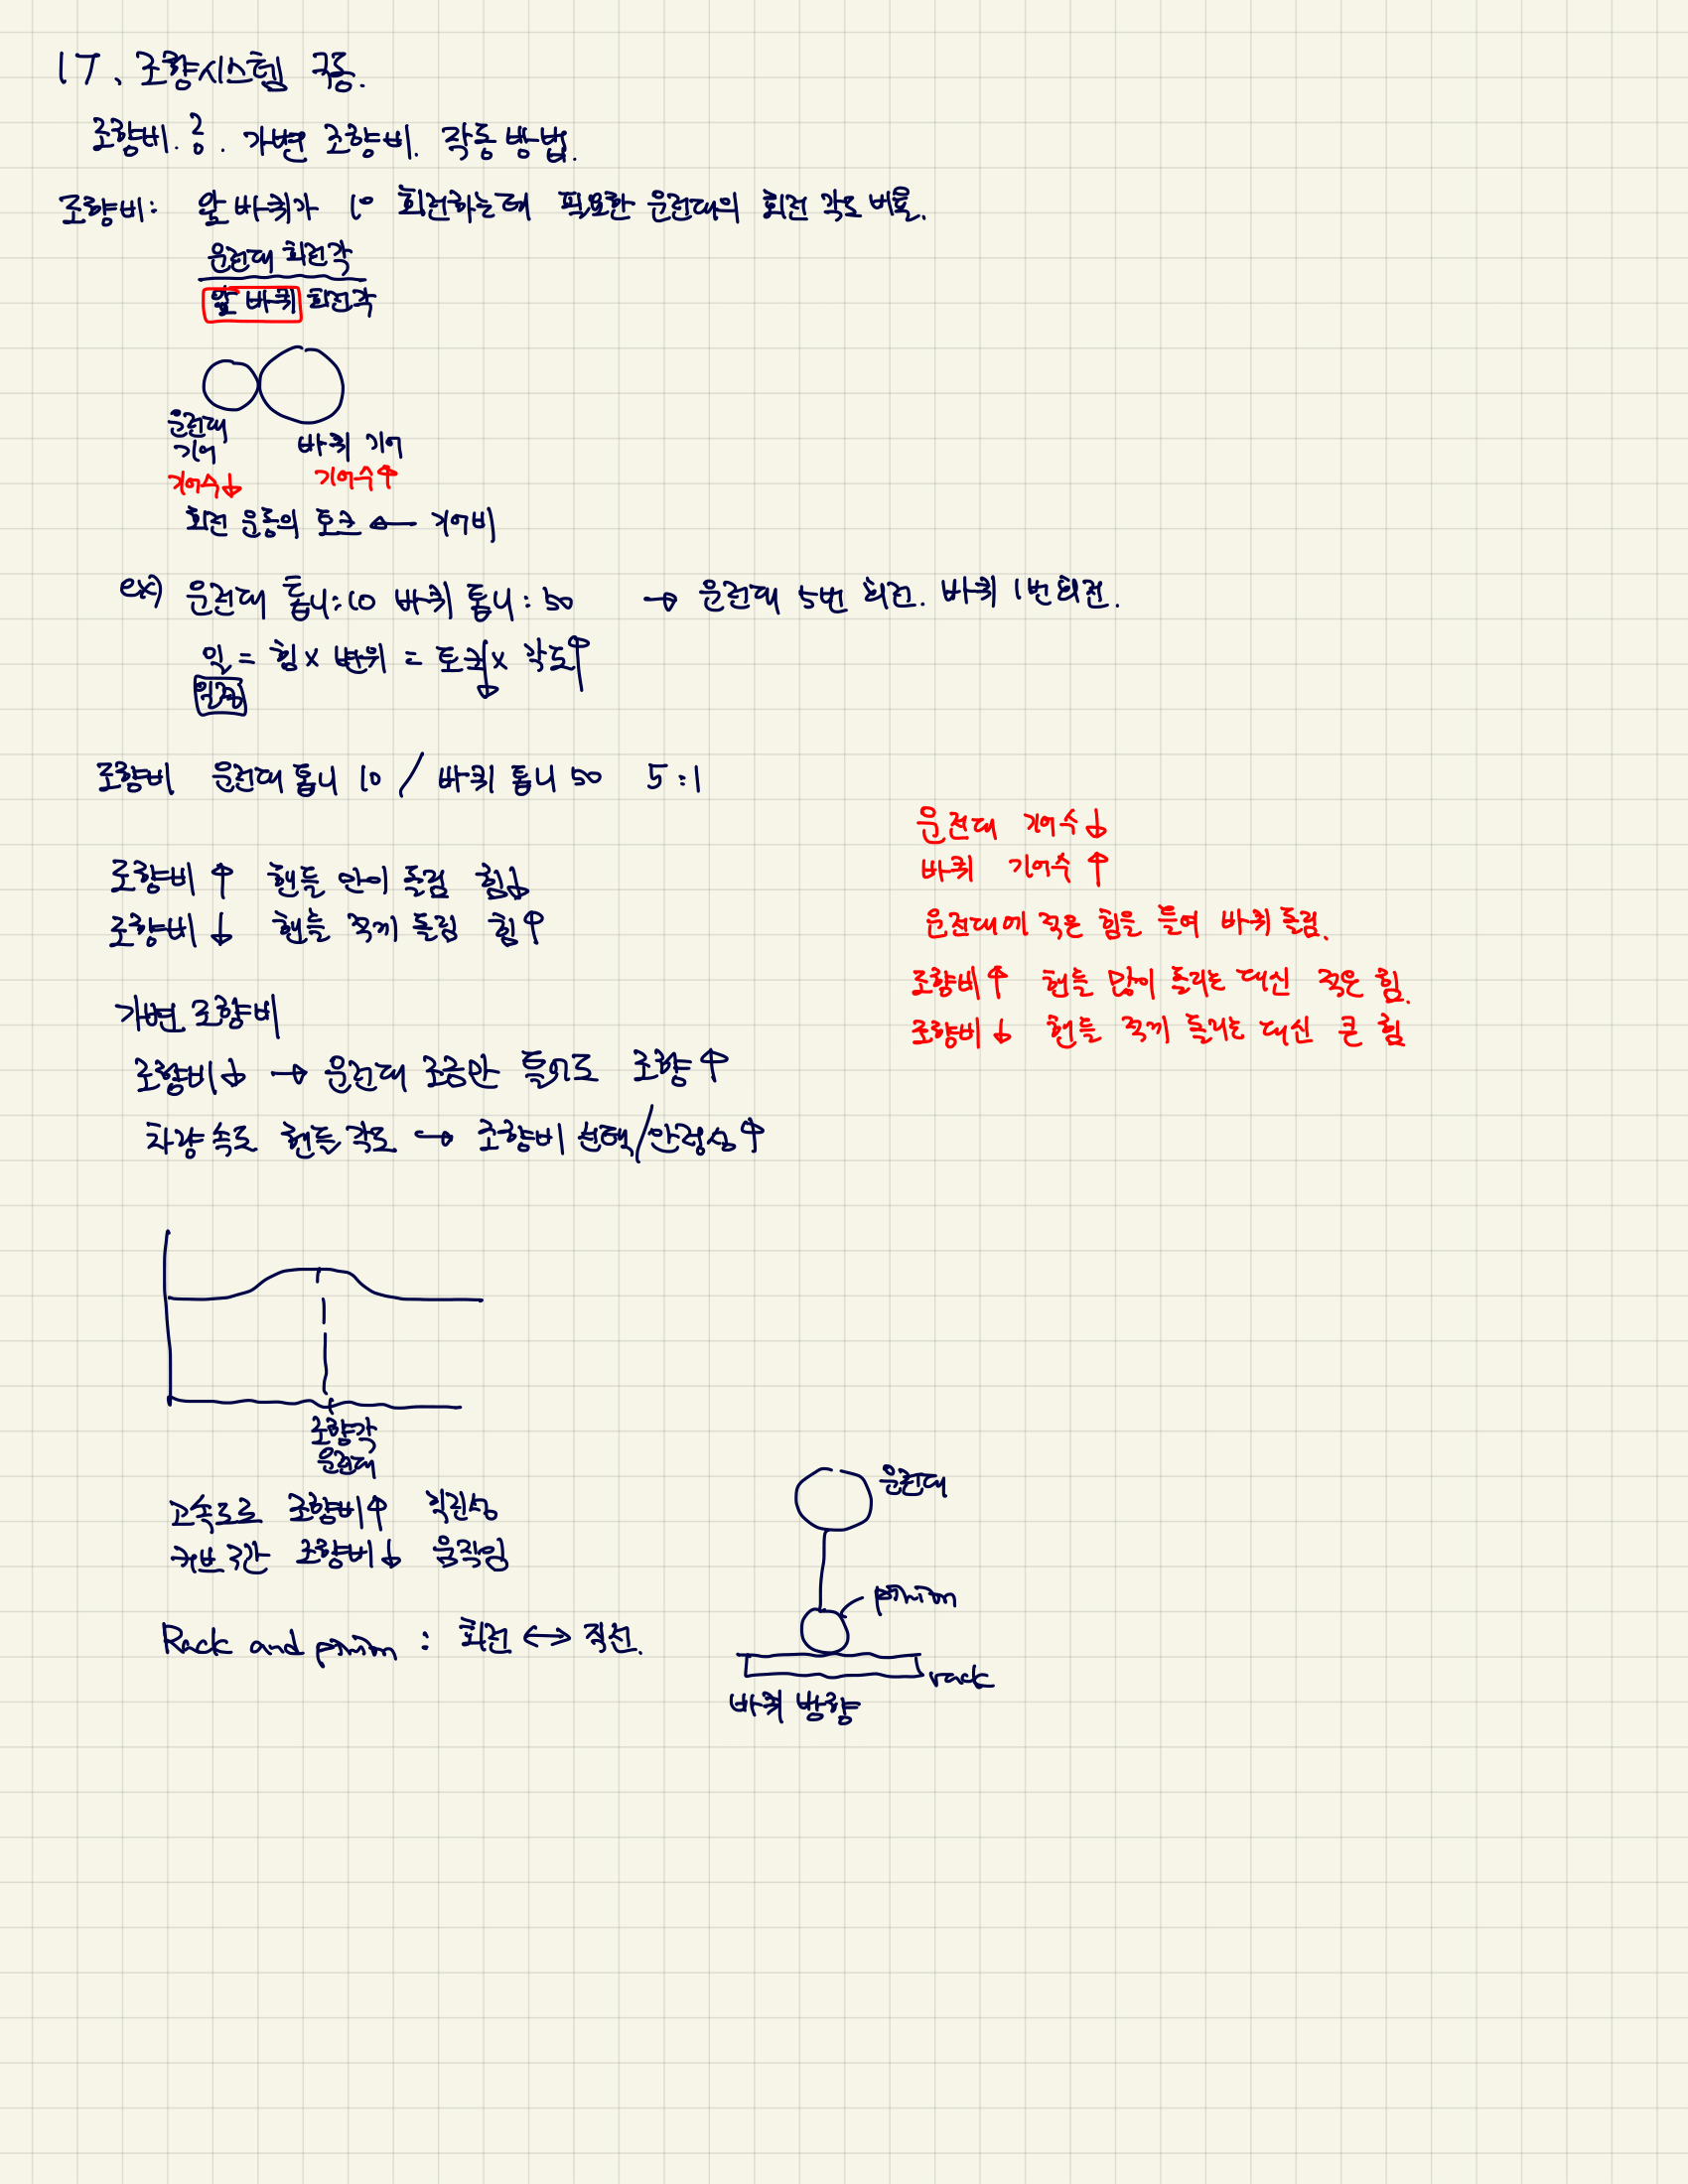 17. 조향시스템 구동.
조향비. 가변 조향비. 작동 방법.
조향비: 앞 바퀴가 1° 회전하는데 필요한 운전대의 회전 각도 비율.
운전대 회전각
앞 바퀴 회전각
운전대 기어
바퀴 기어
기어수↓
기어수↑
회전 운동의 토크 ← 기어비
ex) 운전대 톱니:10 바퀴 톱니:50 → 운전대 5번 회전. 바퀴 1번 회전.
일 = 힘 x 변위 = 토크↓ x 각도↑
일정
조향비 운전대 톱니 10 / 바퀴 톱니 50 5:1
운전대 기어수↓
바퀴 기어수↑
조향비↑ 핸들 많이 돌림 힘↓
조향비↓ 핸들 적게 돌림 힘↑
운전대에 적은 힘을 들여 바퀴 돌림.
조향비↑ 핸들 많이 돌리는 대신 적은 힘.
조향비↓ 핸들 적게 돌리는 대신 큰 힘
가변 조향비
조향비↓ → 운전대 조금만 틀어도 조향↑
차량 속도 핸들 각도 → 조향비 선택/안정성↑
조향각
운전대
고속도로 조향비↑ 직진성
커브구간 조향비↓ 움직임
운전대
pinion
Rack and pinion : 회전 ↔ 직선.
rack
바퀴 방향